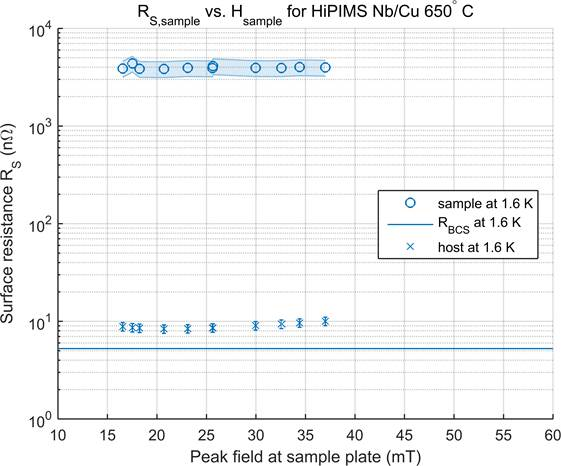 R_S,sample vs. H_sample for HiPIMS Nb/Cu 650° C
Surface resistance R_S (nΩ)
10^4
10^3
10^2
10^1
10^0
sample at 1.6 K
R_BCS at 1.6 K
host at 1.6 K
10 15 20 25 30 35 40 45 50 55 60
Peak field at sample plate (mT)